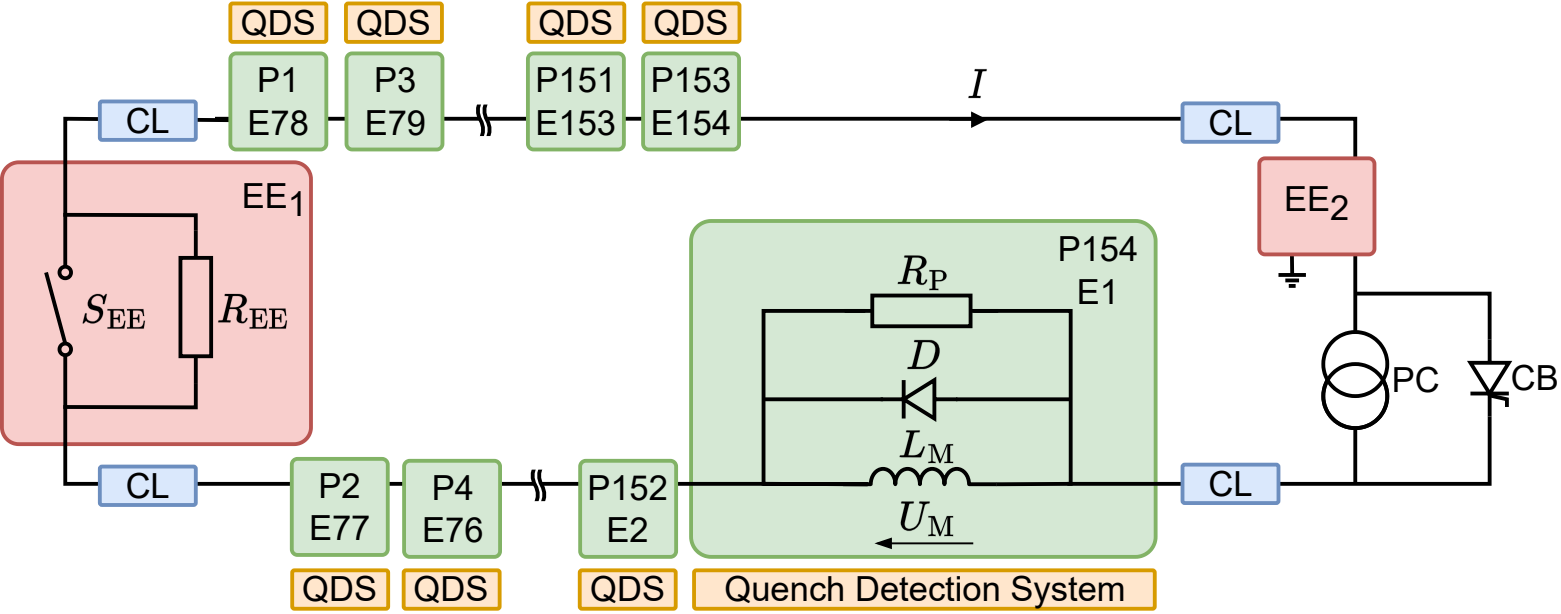 QDS QDS QDS QDS
P1 P3 P151 P153
E78 E79 E153 E154
I
CL CL
EE1
EE2
S_EE R_EE
P154
E1
R_P
D
L_M
U_M
PC CB
CL CL
P2 P4 P152
E77 E76 E2
QDS QDS QDS Quench Detection System